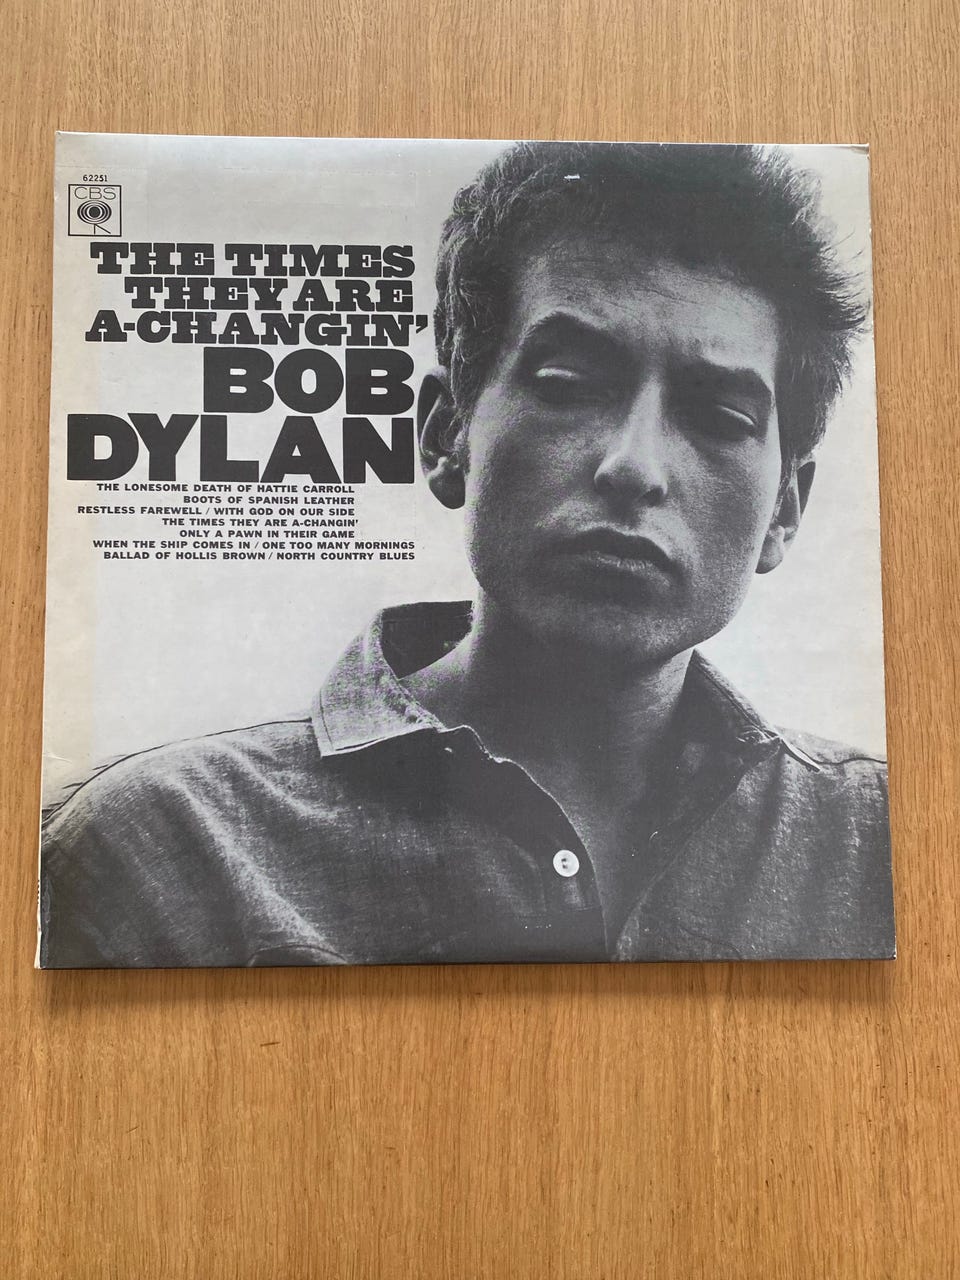 62251
CBS
THE TIMES
THEY ARE
A-CHANGIN'
BOB
DYLAN
THE LONESOME DEATH OF HATTIE CARROLL
BOOTS OF SPANISH LEATHER
RESTLESS FAREWELL / WITH GOD ON OUR SIDE
THE TIMES THEY ARE A-CHANGIN'
ONLY A PAWN IN THEIR GAME
WHEN THE SHIP COMES IN / ONE TOO MANY MORNINGS
BALLAD OF HOLLIS BROWN / NORTH COUNTRY BLUES